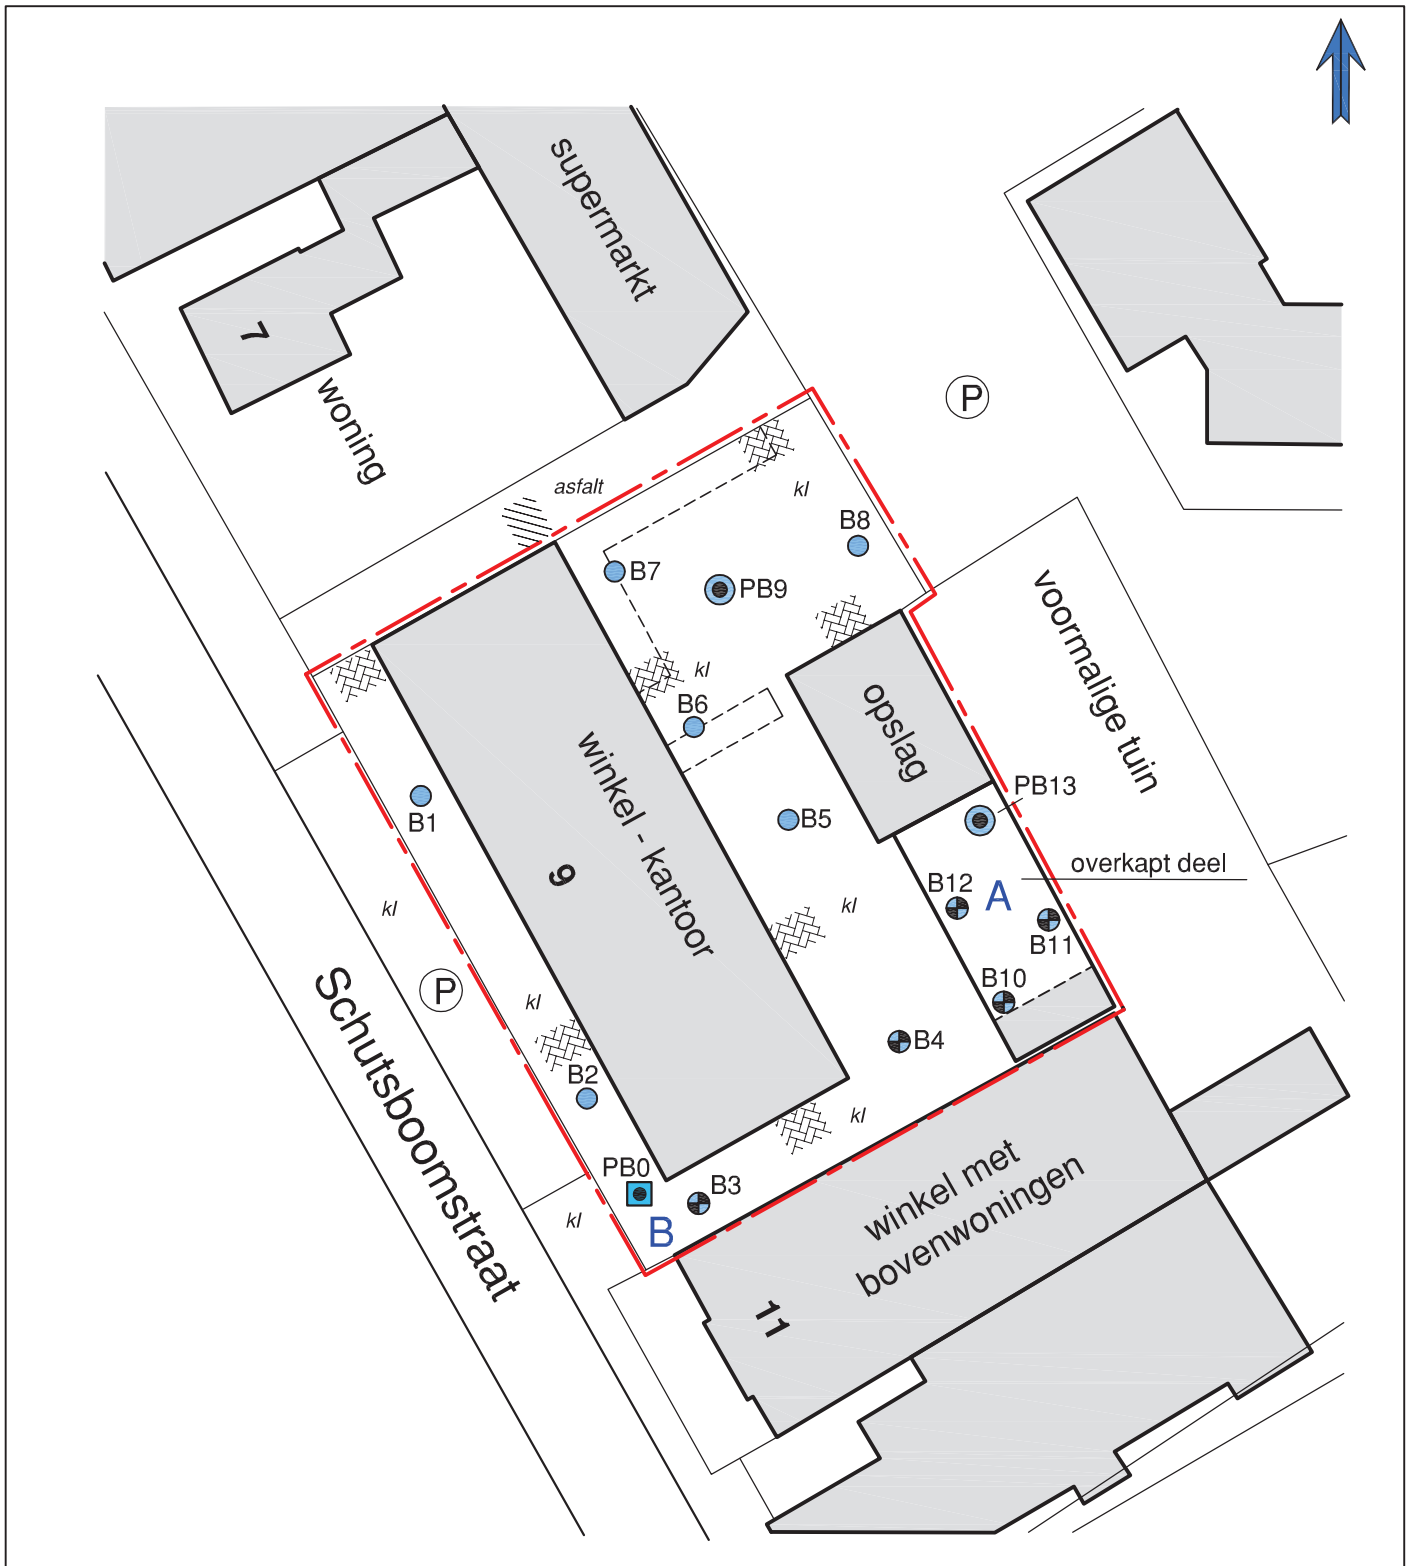 supermarkt
7
woning
P
asfalt
kl
B8
B7
PB9
voormalige tuin
kl
B6
opslag
winkel - kantoor
9
PB13
B1
B5
overkapt deel
B12
A
kl
kl
B11
P
kl
B10
Schutsboomstraat
B4
B2
kl
PB0
B3
kl
B
winkel met
bovenwoningen
11